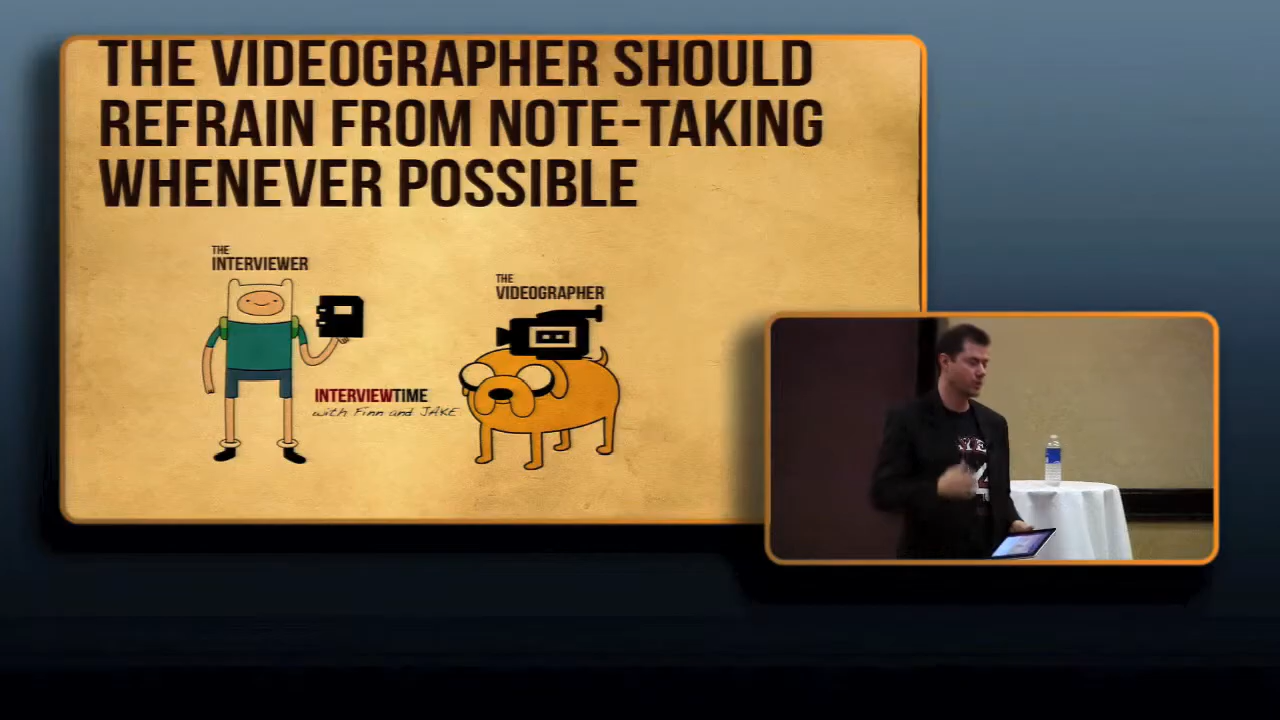 THE VIDEOGRAPHER SHOULD
REFRAIN FROM NOTE-TAKING
WHENEVER POSSIBLE
THE
INTERVIEWER
THE
VIDEOGRAPHER
INTERVIEWTIME
with Finn and JAKE